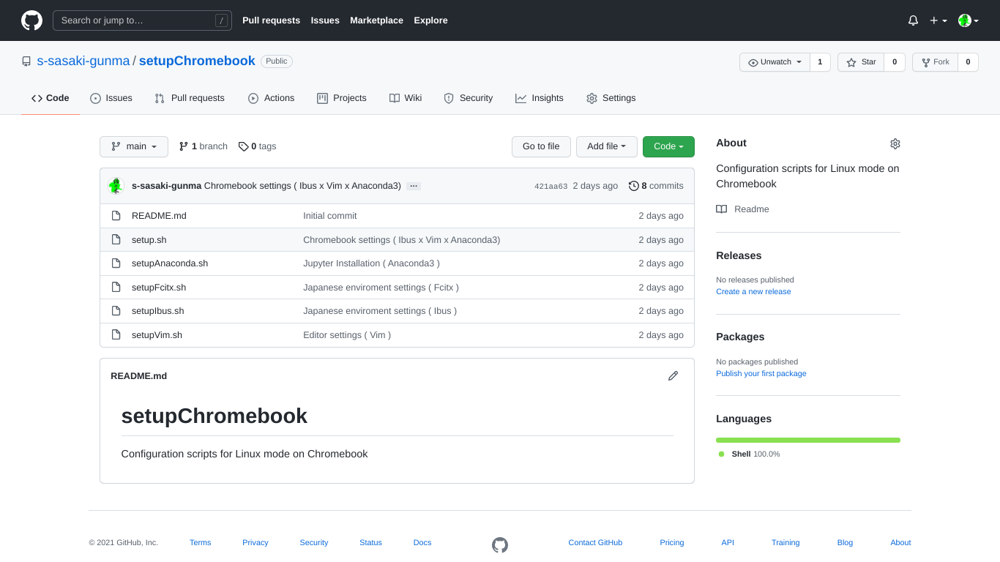 Search or jump to… /
Pull requests Issues Marketplace Explore
s-sasaki-gunma / setupChromebook Public
Unwatch 1 Star 0 Fork 0
Code Issues Pull requests Actions Projects Wiki Security Insights Settings
main 1 branch 0 tags Go to file Add file Code
s-sasaki-gunma Chromebook settings ( Ibus x Vim x Anaconda3) … 421aa63 2 days ago 8 commits
README.md Initial commit 2 days ago
setup.sh Chromebook settings ( Ibus x Vim x Anaconda3) 2 days ago
setupAnaconda.sh Jupyter Installation ( Anaconda3 ) 2 days ago
setupFcitx.sh Japanese enviroment settings ( Fcitx ) 2 days ago
setupIbus.sh Japanese enviroment settings ( Ibus ) 2 days ago
setupVim.sh Editor settings ( Vim ) 2 days ago
README.md
setupChromebook
Configuration scripts for Linux mode on Chromebook
About
Configuration scripts for Linux mode on
Chromebook
Readme
Releases
No releases published
Create a new release
Packages
No packages published
Publish your first package
Languages
Shell 100.0%
© 2021 GitHub, Inc. Terms Privacy Security Status Docs Contact GitHub Pricing API Training Blog About